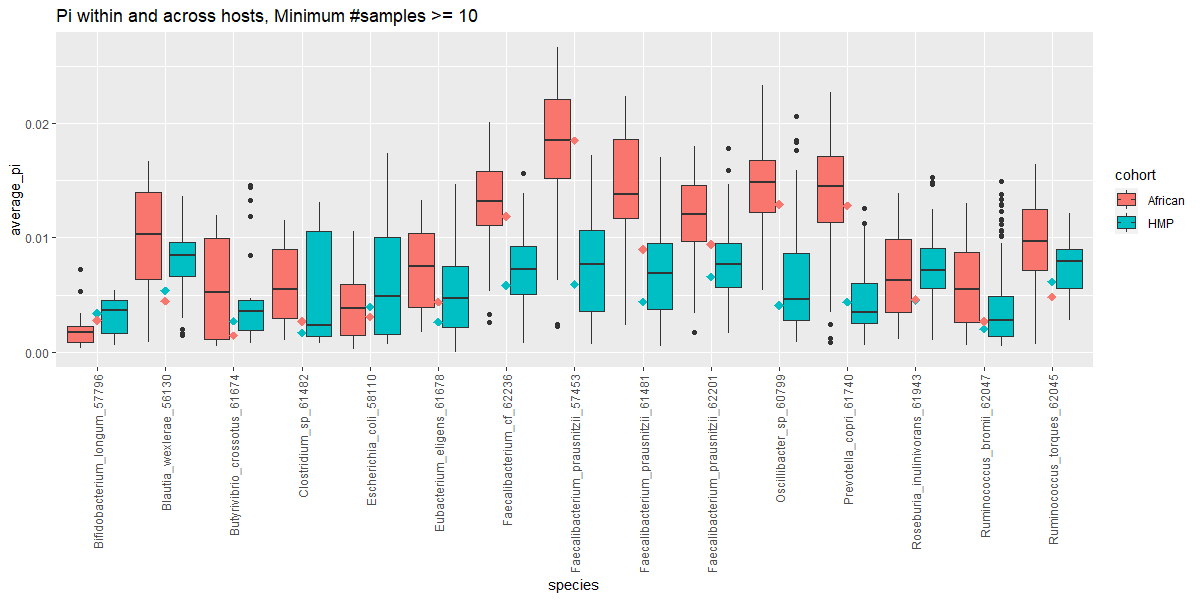 Pi within and across hosts, Minimum #samples >= 10
average_pi
0.02
0.01
0.00
Bifidobacterium_longum_57796
Blautia_wexlerae_56130
Butyrivibrio_crossotus_61674
Clostridium_sp_61482
Escherichia_coli_58110
Eubacterium_eligens_61678
Faecalibacterium_cf_62236
Faecalibacterium_prausnitzii_57453
Faecalibacterium_prausnitzii_61481
Faecalibacterium_prausnitzii_62201
Oscillibacter_sp_60799
Prevotella_copri_61740
Roseburia_inulinivorans_61943
Ruminococcus_bromii_62047
Ruminococcus_torques_62045
species
cohort
African
HMP